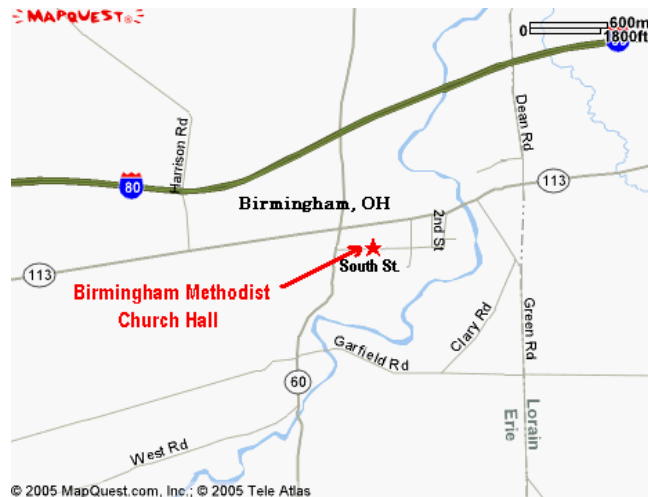 MAPQUEST®
0
600m
1800ft
80
Dean Rd
Harrison Rd
80
113
Birmingham, OH
2nd St
113
South St.
Birmingham Methodist
Church Hall
Clary Rd
Green Rd
Garfield Rd
60
Lorain
Erie
West Rd
© 2005 MapQuest.com, Inc.; © 2005 Tele Atlas